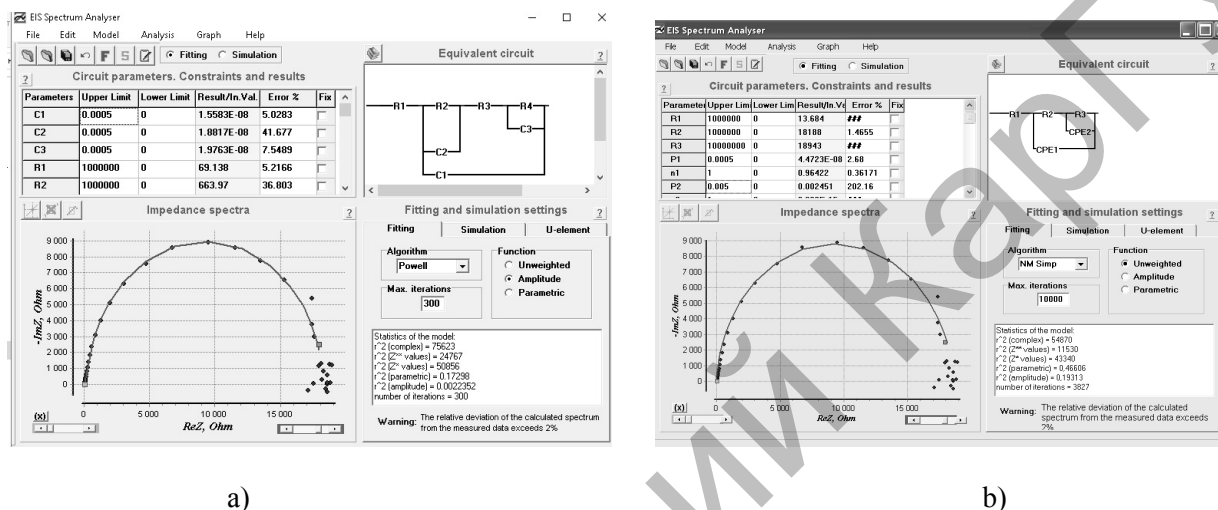 EIS Spectrum Analyser
File Edit Model Analysis Graph Help
F S Fitting Simulation
Equivalent circuit ?
? Circuit parameters. Constraints and results
Parameters Upper Limit Lower Limit Result/In.Val. Error % Fix
C1 0.0005 0 1.5583E-08 5.0283
C2 0.0005 0 1.8817E-08 41.677
C3 0.0005 0 1.9763E-08 7.5489
R1 1000000 0 69.138 5.2166
R2 1000000 0 663.97 36.803
R1 R2 R3 R4
C3
C2
C1
Impedance spectra ?
9 000
8 000
7 000
6 000
5 000
4 000
3 000
2 000
1 000
0
-ImZ, Ohm
0 5 000 10 000 15 000
(x) ReZ, Ohm
Fitting and simulation settings ?
Fitting Simulation U-element
Algorithm
Powell
Max. iterations
300
Function
Unweighted
Amplitude
Parametric
Statistics of the model:
r^2 (complex) = 75623
r^2 (Z'' values) = 24767
r^2 (Z' values) = 50856
r^2 (parametric) = 0.17298
r^2 (amplitude) = 0.0022352
number of iterations = 300
Warning: The relative deviation of the calculated spectrum
from the measured data exceeds 2%
a)
EIS Spectrum Analyser
File Edit Model Analysis Graph Help
F S Fitting Simulation
Equivalent circuit ?
? Circuit parameters. Constraints and results
Parameter Upper Limi Lower Lim Result/In.Va Error % Fix
R1 1000000 0 13.684 ###
R2 1000000 0 18188 1.4655
R3 10000000 0 18943 ###
P1 0.0005 0 4.4723E-08 2.68
n1 1 0 0.96422 0.36171
P2 0.005 0 0.002451 202.16
R1 R2 R3
CPE2
CPE1
Impedance spectra ?
9 000
8 000
7 000
6 000
5 000
4 000
3 000
2 000
1 000
0
-ImZ, Ohm
0 5 000 10 000 15 000
(x) ReZ, Ohm
Fitting and simulation settings ?
Fitting Simulation U-element
Algorithm
NM Simp
Max. iterations
10000
Function
Unweighted
Amplitude
Parametric
Statistics of the model:
r^2 (complex) = 54870
r^2 (Z'' values) = 11530
r^2 (Z' values) = 43340
r^2 (parametric) = 0,46606
r^2 (amplitude) = 0,19313
number of iterations = 3827
Warning: The relative deviation of the calculated
spectrum from the measured data exceeds
2%
b)
ий КарГ